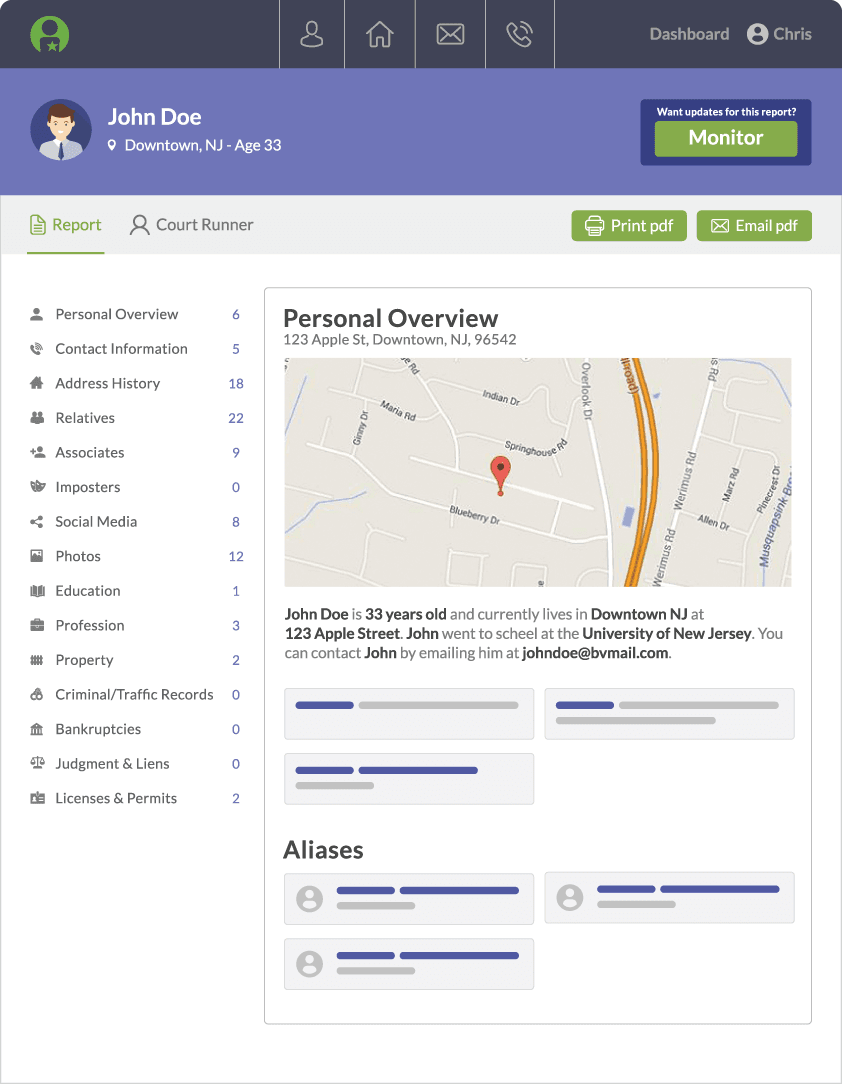 Dashboard
Chris
John Doe
Downtown, NJ - Age 33
Want updates for this report?
Monitor
Report
Court Runner
Print pdf
Email pdf
Personal Overview 6
Contact Information 5
Address History 18
Relatives 22
Associates 9
Imposters 0
Social Media 8
Photos 12
Education 1
Profession 3
Property 2
Criminal/Traffic Records 0
Bankruptcies 0
Judgment & Liens 0
Licenses & Permits 2
Personal Overview
123 Apple St, Downtown, NJ, 96542
Rd
Indian Dr
Maria Rd
Ginny Dr
Springhouse Rd
Blueberry Dr
Overlook Dr
Rd
Werimus Rd
Werimus Rd
Marz Rd
Allen Dr
Pinecrest Dr
Musquapsink
John Doe is 33 years old and currently lives in Downtown NJ at
123 Apple Street. John went to scheel at the University of New Jersey. You
can contact John by emailing him at johndoe@bvmail.com.
Aliases